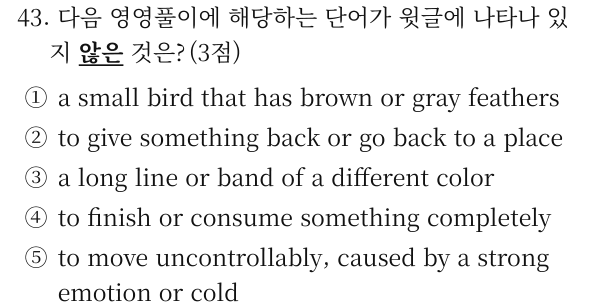 43. 다음 영영풀이에 해당하는 단어가 윗글에 나타나 있
지 않은 것은? (3점)
① a small bird that has brown or gray feathers
② to give something back or go back to a place
③ a long line or band of a different color
④ to finish or consume something completely
⑤ to move uncontrollably, caused by a strong
emotion or cold